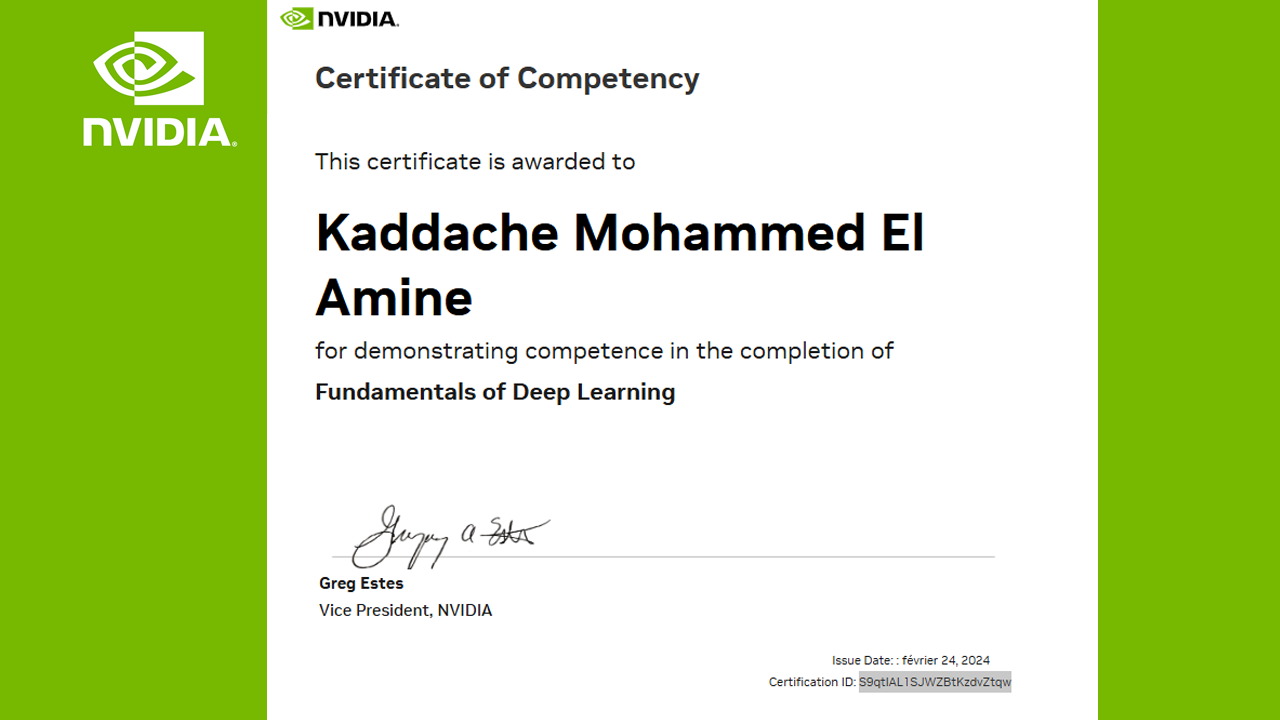 NVIDIA®
NVIDIA.
Certificate of Competency
This certificate is awarded to
Kaddache Mohammed El
Amine
for demonstrating competence in the completion of
Fundamentals of Deep Learning
Gregory A Estes
Greg Estes
Vice President, NVIDIA
Issue Date: : février 24, 2024
Certification ID: S9qtIAL1SJWZBtKzdvZtqw